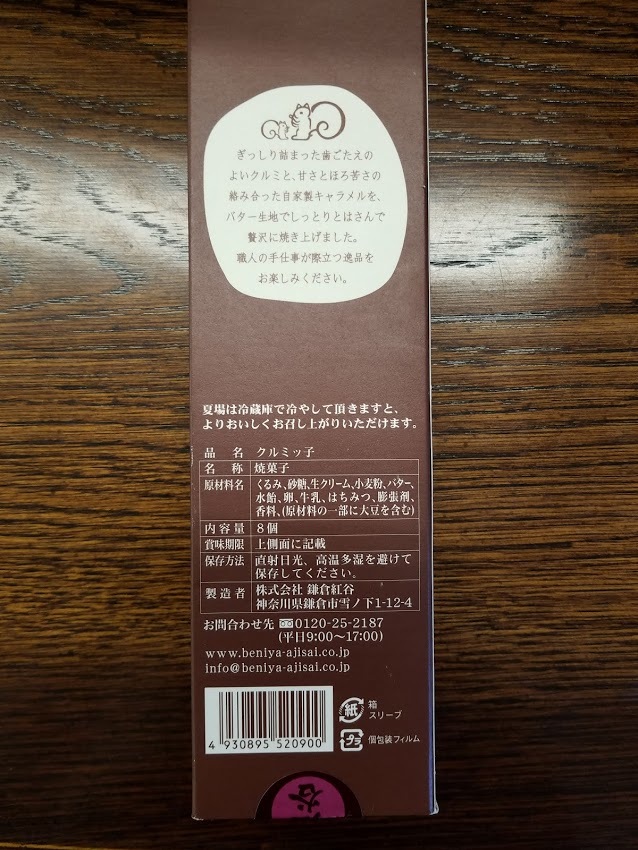 ぎっしり詰まった歯ごたえの
よいクルミと、甘さとほろ苦さの
絡み合った自家製キャラメルを、
バター生地でしっとりとはさんで
贅沢に焼き上げました。
職人の手仕事が際立つ逸品を
お楽しみください。
夏場は冷蔵庫で冷やして頂きますと、
よりおいしくお召し上がりいただけます。
品名 クルミッ子
名称 焼菓子
原材料名 くるみ、砂糖、生クリーム、小麦粉、バター、
水飴、卵、牛乳、はちみつ、膨張剤、
香料、(原材料の一部に大豆を含む)
内容量 8個
賞味期限 上側面に記載
保存方法 直射日光、高温多湿を避けて
保存してください。
製造者 株式会社 鎌倉紅谷
神奈川県鎌倉市雪ノ下1-12-4
お問合わせ先 0120-25-2187
(平日9:00〜17:00)
www.beniya-ajisai.co.jp
info@beniya-ajisai.co.jp
4 930895 520900
紙 箱
スリーブ
プラ 個包装フィルム
谷